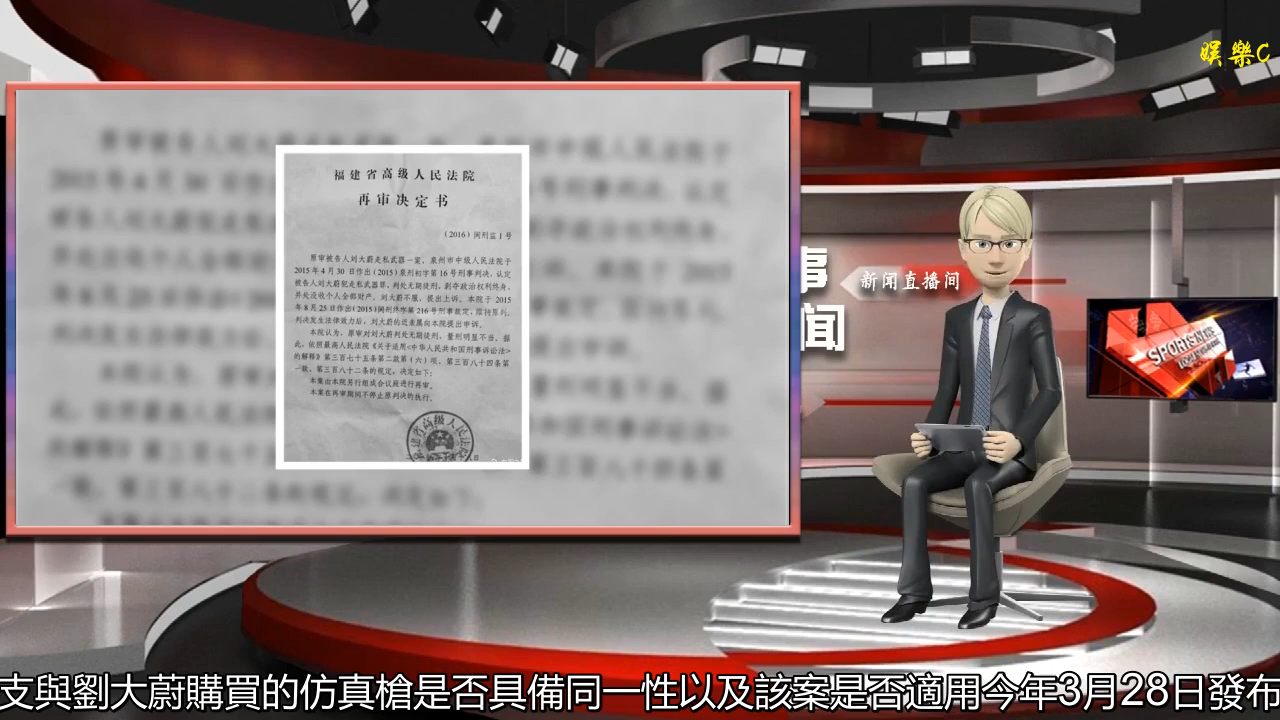 娱樂C
福建省高级人民法院
再审决定书
(2016)闽刑监1号
原审被告人刘大蔚走私武器一案，泉州市中级人民法院于
2015年4月30日作出(2015)泉刑初字第16号刑事判决，认定
被告人刘大蔚犯走私武器罪，判处无期徒刑，剥夺政治权利终身，
并处没收个人全部财产。刘大蔚不服，提出上诉。本院于2015
年8月25日作出(2015)闽刑终字第216号刑事裁定，维持原判。
判决发生法律效力后，刘大蔚的近亲属向本院提出申诉。
本院认为，原审对刘大蔚判处无期徒刑，量刑明显不当。据
此，依照最高人民法院《关于适用<中华人民共和国刑事诉讼法>
的解释》第三百七十五条第二款第(六)项、第三百八十四条第
一款、第三百八十二条的规定，决定如下：
本案由本院另行组成合议庭进行再审。
本案在再审期间不停止原判决的执行。
新闻直播间
闻
SPORTS
支與劉大蔚購買的仿真槍是否具備同一性以及該案是否適用今年3月28日發布